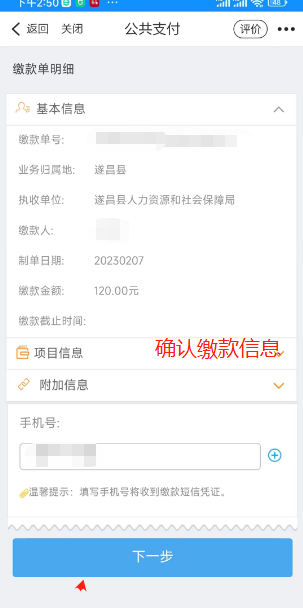 下午2:50
返回 关闭 公共支付 评价
缴款单明细
基本信息
缴款单号:
业务归属地: 遂昌县
执收单位: 遂昌县人力资源和社会保障局
缴款人:
制单日期: 20230207
缴款金额: 120.00元
缴款截止时间:
项目信息 确认缴款信息
附加信息
手机号:
温馨提示：填写手机号将收到缴款短信凭证。
下一步